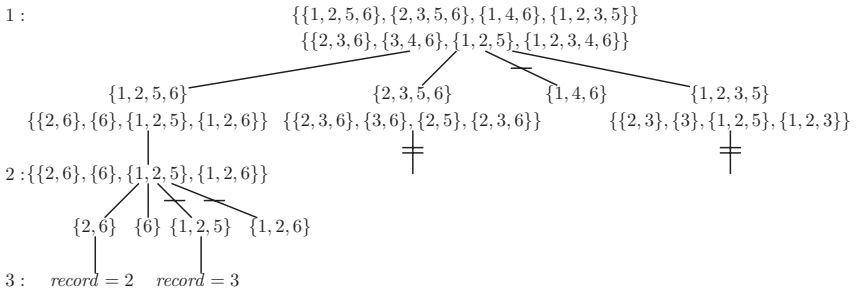 1 : {{1, 2, 5, 6}, {2, 3, 5, 6}, {1, 4, 6}, {1, 2, 3, 5}}
{{2, 3, 6}, {3, 4, 6}, {1, 2, 5}, {1, 2, 3, 4, 6}}
{1, 2, 5, 6} {2, 3, 5, 6} {1, 4, 6} {1, 2, 3, 5}
{{2, 6}, {6}, {1, 2, 5}, {1, 2, 6}} {{2, 3, 6}, {3, 6}, {2, 5}, {2, 3, 6}} {{2, 3}, {3}, {1, 2, 5}, {1, 2, 3}}
2 : {{2, 6}, {6}, {1, 2, 5}, {1, 2, 6}}
{2, 6} {6} {1, 2, 5} {1, 2, 6}
3 : record = 2 record = 3